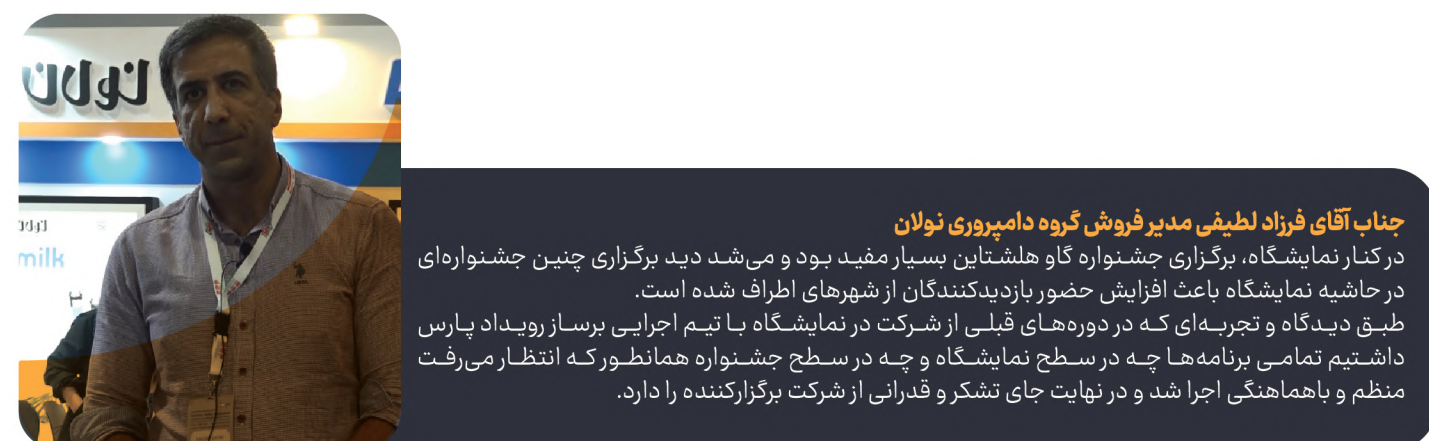 نولان
نولان
milk
جناب آقای فرزاد لطیفی مدیر فروش گروه دامپروری نولان
در کنار نمایشگاه، برگزاری جشنواره گاو هلشتاین بسیار مفید بود و می‌شد دید برگزاری چنین جشنواره‌ای
در حاشیه نمایشگاه باعث افزایش حضور بازدیدکنندگان از شهرهای اطراف شده است.
طبق دیدگاه و تجربه‌ای که در دوره‌های قبلی از شرکت در نمایشگاه با تیم اجرایی برساز رویداد پارس
داشتیم تمامی برنامه‌ها چه در سطح نمایشگاه و چه در سطح جشنواره همانطور که انتظار می‌رفت
منظم و باهماهنگی اجرا شد و در نهایت جای تشکر و قدرانی از شرکت برگزارکننده را دارد.